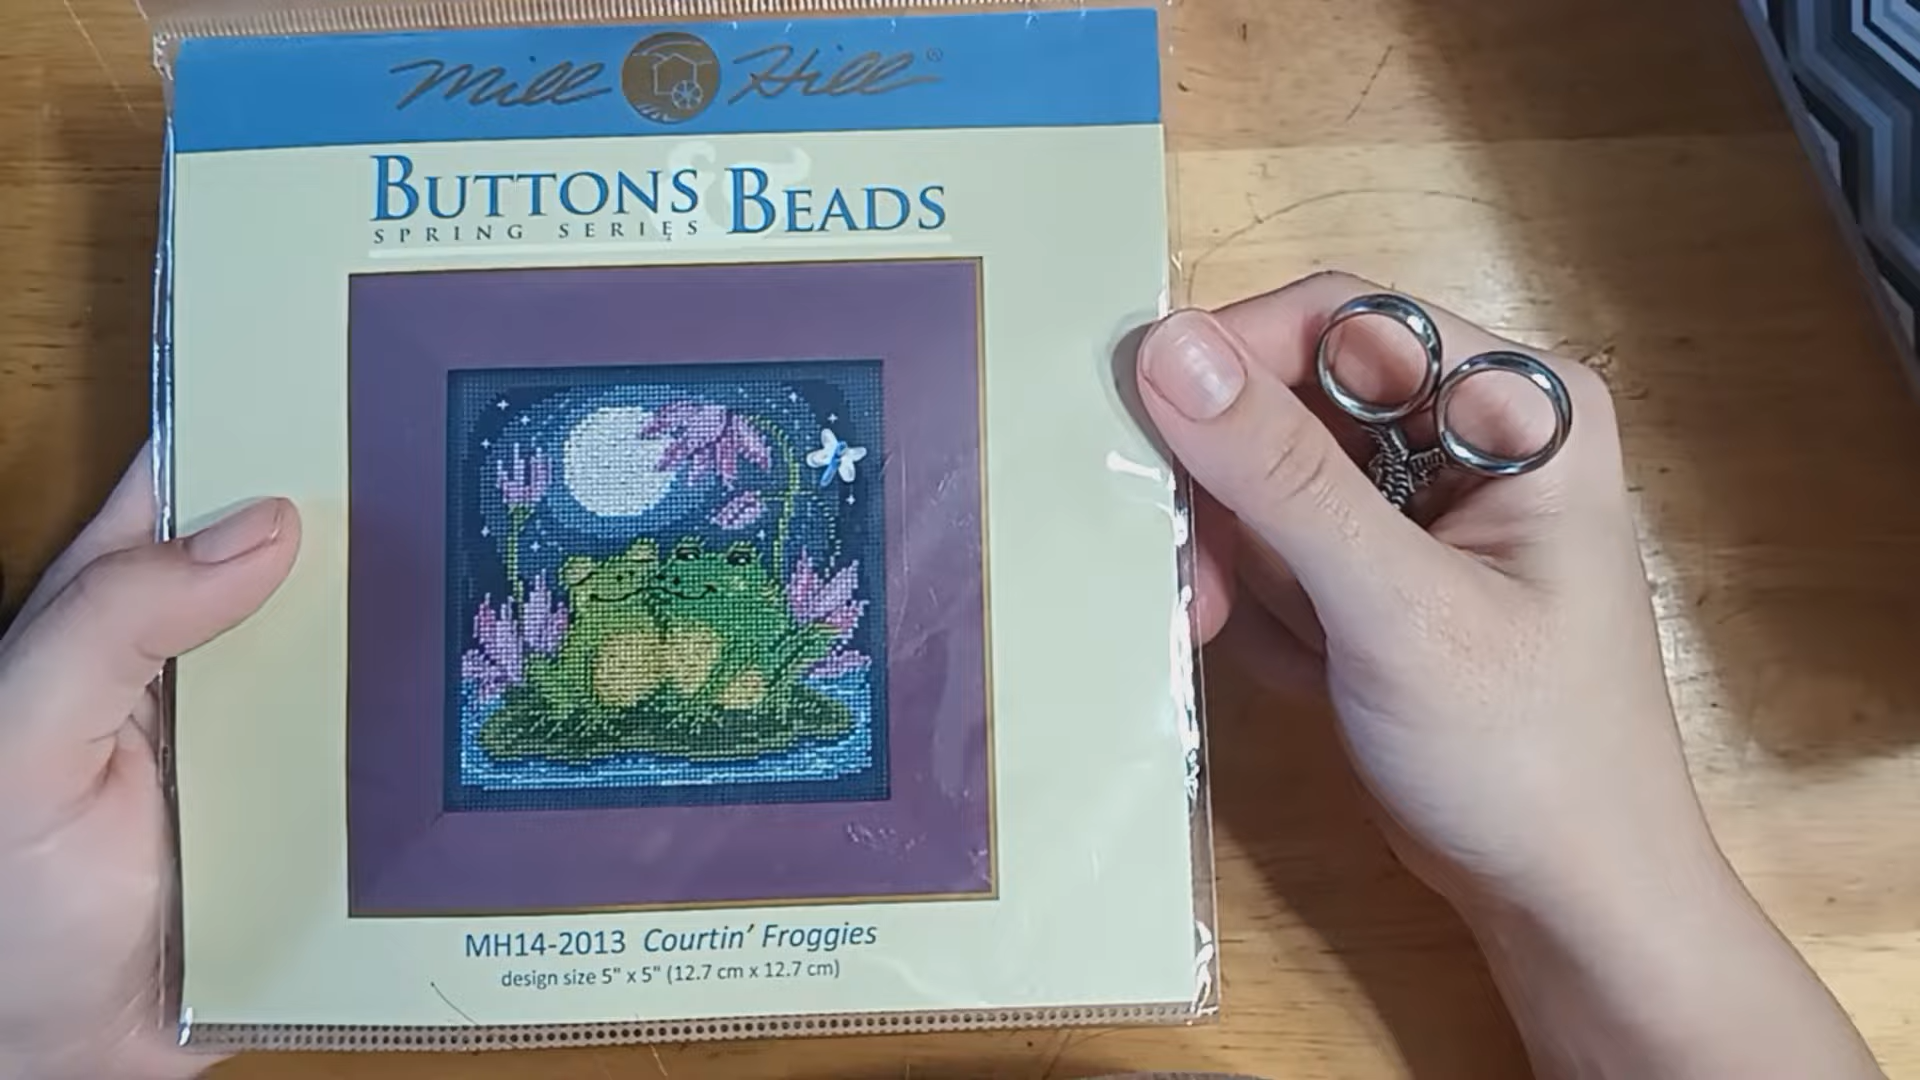 Mill Hill®
BUTTONS & BEADS
SPRING SERIES
MH14-2013 Courtin' Froggies
design size 5" x 5" (12.7 cm x 12.7 cm)